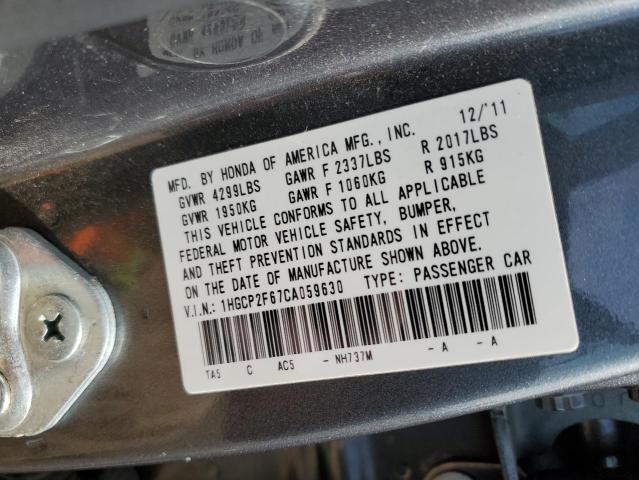 MFD. BY HONDA OF AMERICA MFG., INC. 12/'11
GVWR 4299LBS GAWR F 2337LBS R 2017LBS
GVWR 1950KG GAWR F 1060KG R 915KG
THIS VEHICLE CONFORMS TO ALL APPLICABLE
FEDERAL MOTOR VEHICLE SAFETY, BUMPER,
AND THEFT PREVENTION STANDARDS IN EFFECT
ON THE DATE OF MANUFACTURE SHOWN ABOVE.
V.I.N.: 1HGCP2F67CA059630 TYPE: PASSENGER CAR
TA5 C AC5 - NH737M - A - A